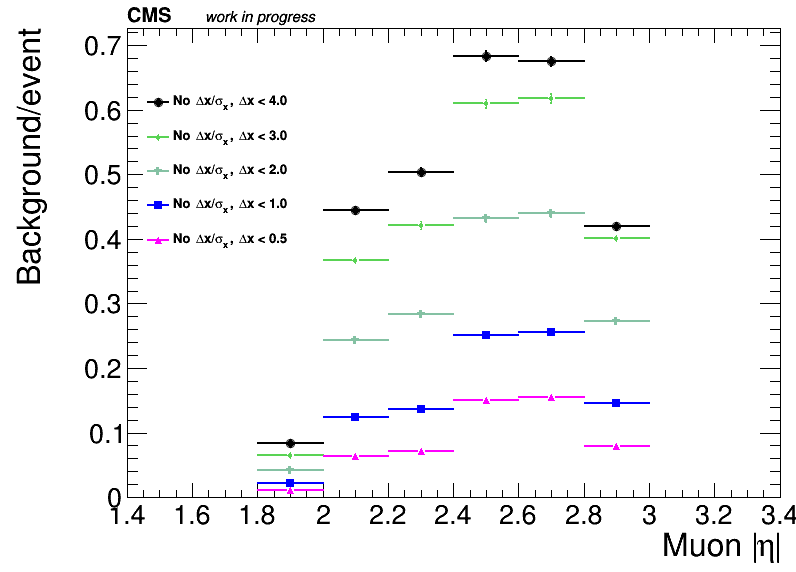 CMS work in progress
Background/event
0.7
0.6
0.5
0.4
0.3
0.2
0.1
0
No Δx/σx, Δx < 4.0
No Δx/σx, Δx < 3.0
No Δx/σx, Δx < 2.0
No Δx/σx, Δx < 1.0
No Δx/σx, Δx < 0.5
1.4 1.6 1.8 2 2.2 2.4 2.6 2.8 3 3.2 3.4
Muon |η|